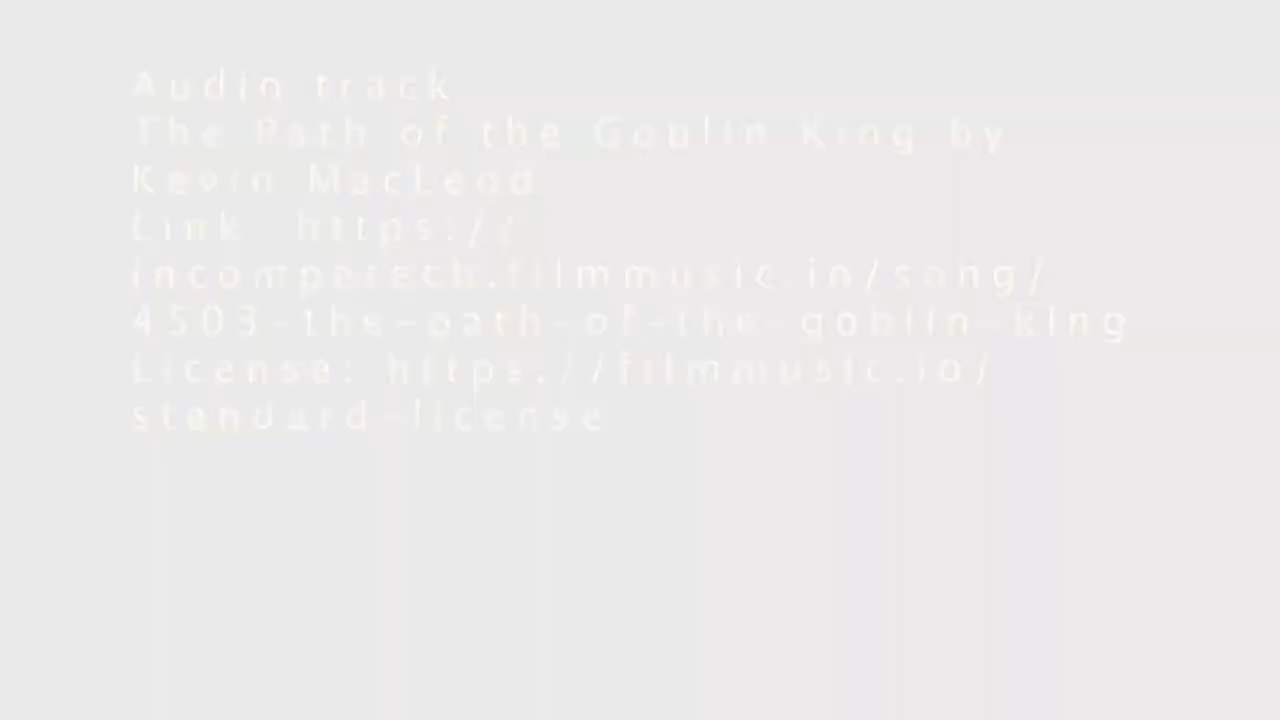 Audio track
The Path of the Goblin King by
Kevin MacLeod
Link https://
incompetech.filmmusic.io/song/
4503-the-path-of-the-goblin-king
License: https://filmmusic.io/
standard-license